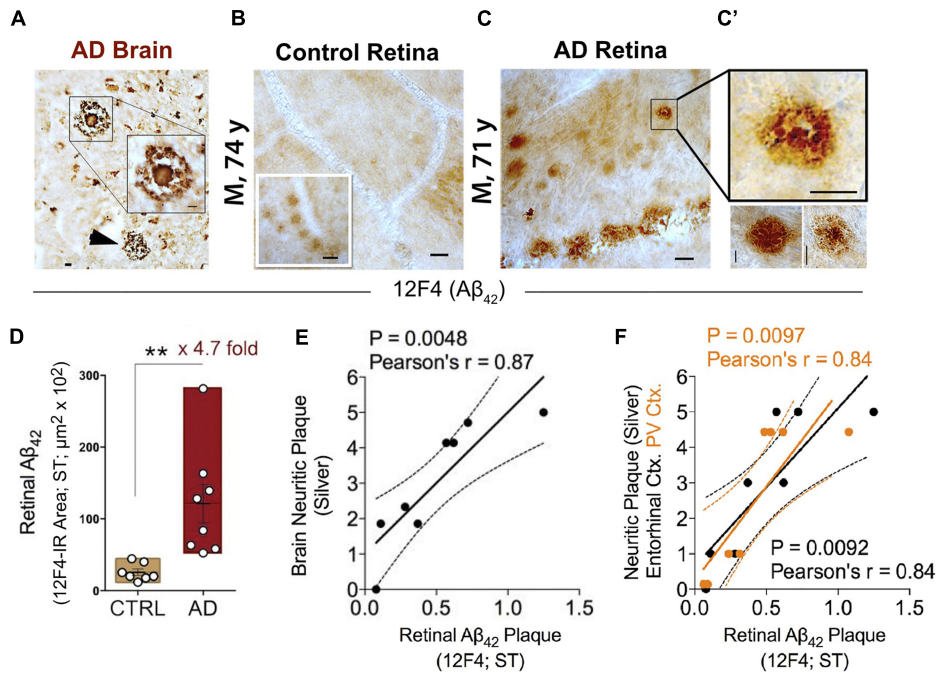 A
AD Brain
B
Control Retina
M, 74 y
C
AD Retina
M, 71 y
C’
12F4 (Aβ42)
D
** x 4.7 fold
Retinal Aβ42
(12F4-IR Area; ST; µm² x 102)
300
200
100
0
CTRL
AD
E
P = 0.0048
Pearson's r = 0.87
Brain Neuritic Plaque
(Silver)
6
5
4
3
2
1
0
0.0
0.5
1.0
1.5
Retinal Aβ42 Plaque
(12F4; ST)
F
P = 0.0097
Pearson's r = 0.84
Neuritic Plaque (Silver)
Entorhinal Ctx. PV Ctx.
6
5
4
3
2
1
0
P = 0.0092
Pearson's r = 0.84
0.0
0.5
1.0
1.5
Retinal Aβ42 Plaque
(12F4; ST)